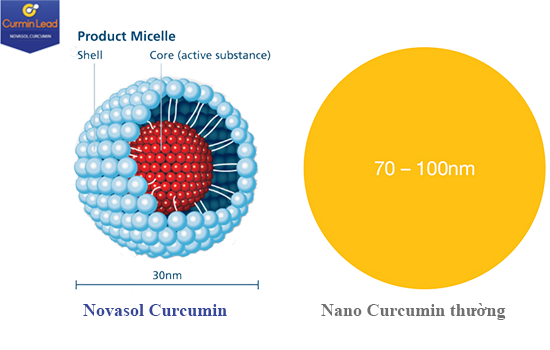 Curmin Lead
NOVASOL CURCUMIN
Product Micelle
Shell
Core (active substance)
70 – 100nm
30nm
Novasol Curcumin
Nano Curcumin thường